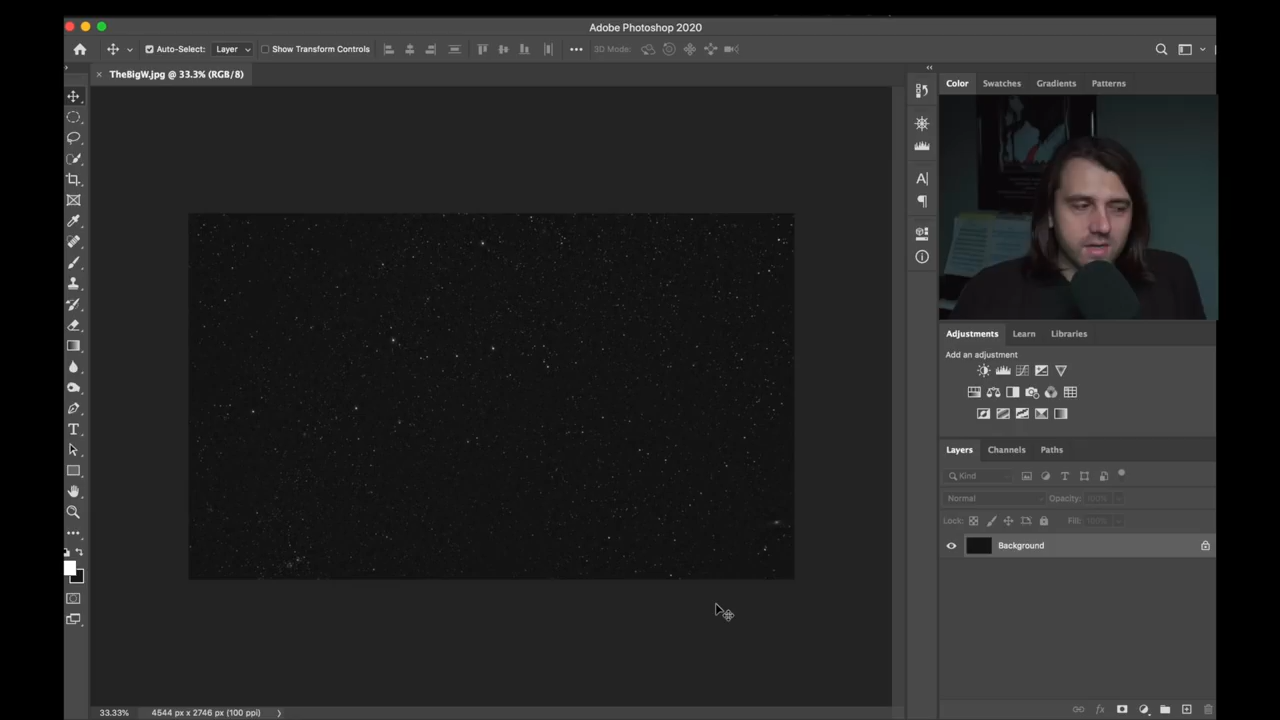 Adobe Photoshop 2020
Auto-Select: Layer Show Transform Controls 3D Mode:
TheBigW.jpg @ 33.3% (RGB/8)
Color Swatches Gradients Patterns
Adjustments Learn Libraries
Add an adjustment
Layers Channels Paths
Kind
Normal Opacity: 100%
Lock: Fill: 100%
Background
33.33% 4544 px x 2746 px (100 ppi)